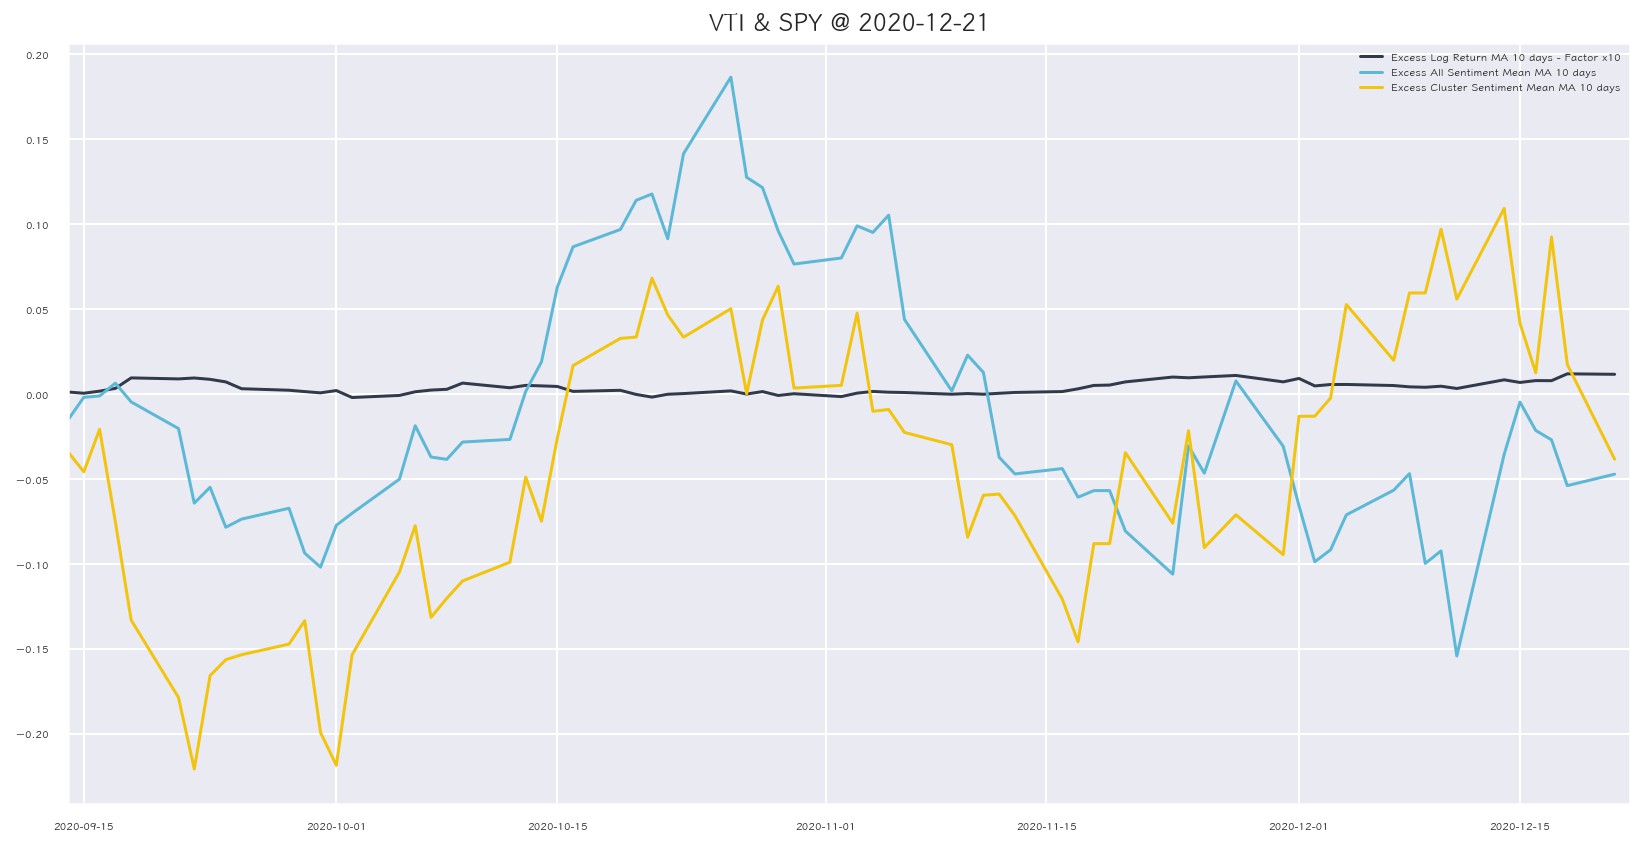 VTI & SPY @ 2020-12-21
Excess Log Return MA 10 days - Factor x10
Excess All Sentiment Mean MA 10 days
Excess Cluster Sentiment Mean MA 10 days
0.20
0.15
0.10
0.05
0.00
−0.05
−0.10
−0.15
−0.20
2020-09-15 2020-10-01 2020-10-15 2020-11-01 2020-11-15 2020-12-01 2020-12-15